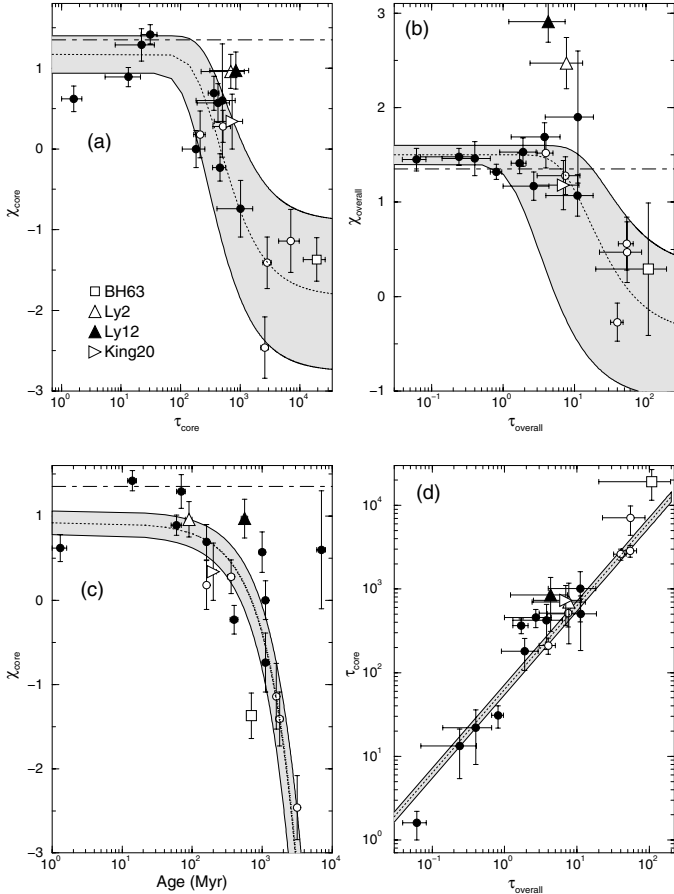 1
0
−1
−2
−3
χcore
(a)
BH63
Ly2
Ly12
King20
10^0 10^1 10^2 10^3 10^4
τcore
3
2
1
0
−1
χoverall
(b)
10^−1 10^0 10^1 10^2
τoverall
1
0
−1
−2
−3
χcore
(c)
10^0 10^1 10^2 10^3 10^4
Age (Myr)
10^4
10^3
10^2
10^1
10^0
τcore
(d)
10^−1 10^0 10^1 10^2
τoverall